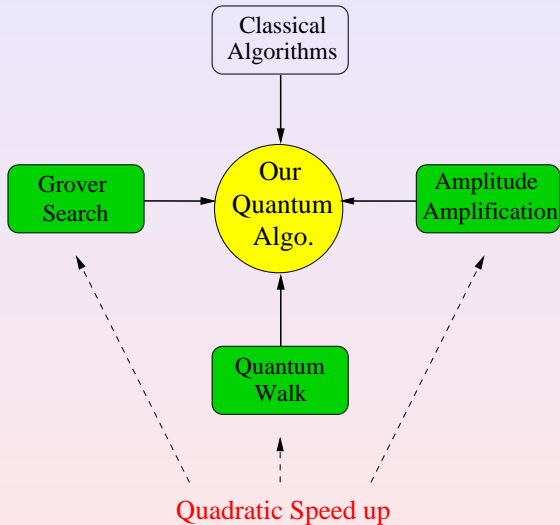 Classical
Algorithms
Our
Quantum
Algo.
Grover
Search
Amplitude
Amplification
Quantum
Walk
Quadratic Speed up